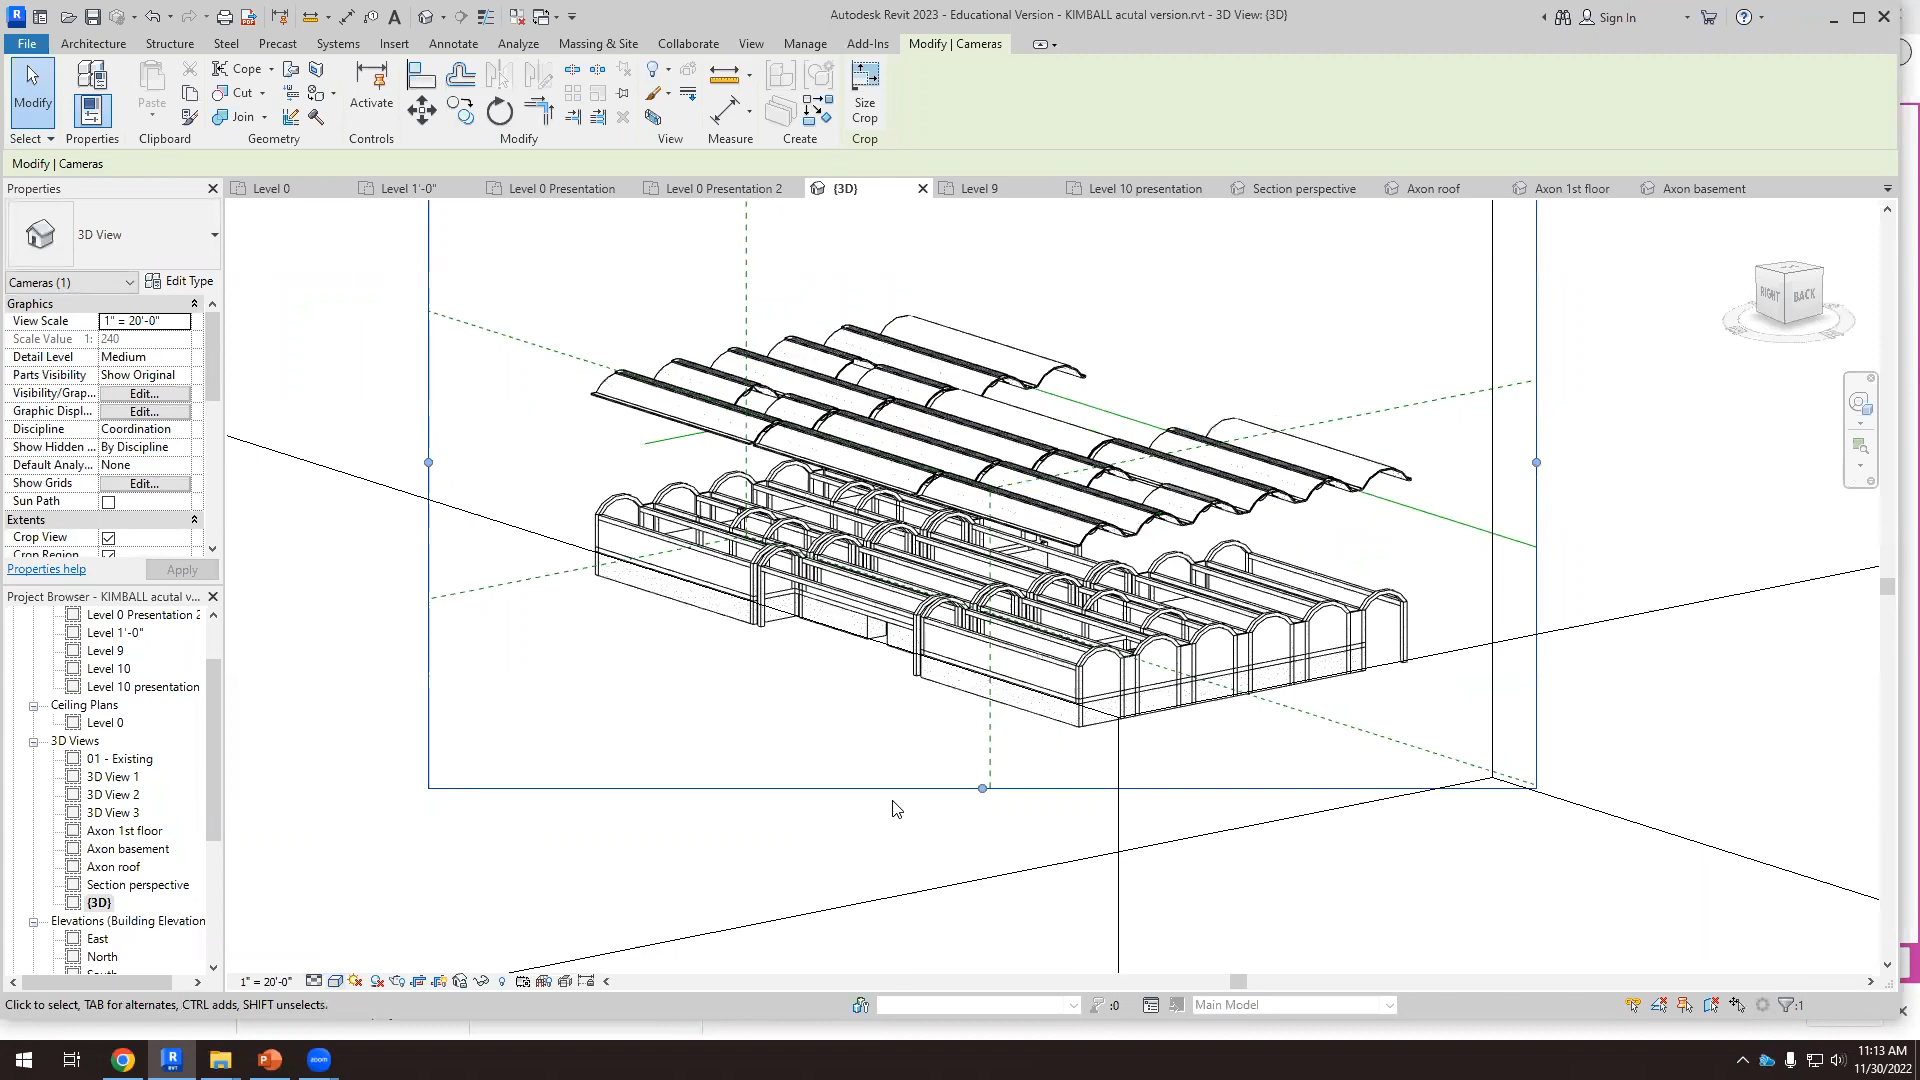 Autodesk Revit 2023 - Educational Version - KIMBALL acutal version.rvt - 3D View: {3D}
Sign In
File
Architecture
Structure
Steel
Precast
Systems
Insert
Annotate
Analyze
Massing & Site
Collaborate
View
Manage
Add-Ins
Modify | Cameras
Modify
Select
Properties
Paste
Clipboard
Cope
Cut
Join
Geometry
Activate
Controls
Modify
View
Measure
Create
Size
Crop
Crop
Modify | Cameras
Properties
Level 0
Level 1'-0"
Level 0 Presentation
Level 0 Presentation 2
{3D}
Level 9
Level 10 presentation
Section perspective
Axon roof
Axon 1st floor
Axon basement
3D View
Cameras (1)
Edit Type
Graphics
View Scale 1" = 20'-0"
Scale Value 1: 240
Detail Level Medium
Parts Visibility Show Original
Visibility/Grap... Edit...
Graphic Displ... Edit...
Discipline Coordination
Show Hidden ... By Discipline
Default Analy... None
Show Grids Edit...
Sun Path
Extents
Crop View
Crop Region
Properties help
Apply
RIGHT
BACK
Project Browser - KIMBALL acutal v...
Level 0 Presentation 2
Level 1'-0"
Level 9
Level 10
Level 10 presentation
Ceiling Plans
Level 0
3D Views
01 - Existing
3D View 1
3D View 2
3D View 3
Axon 1st floor
Axon basement
Axon roof
Section perspective
{3D}
Elevations (Building Elevation
East
North
South
1" = 20'-0"
Click to select, TAB for alternates, CTRL adds, SHIFT unselects.
:0
Main Model
:1
zoom
11:13 AM
11/30/2022